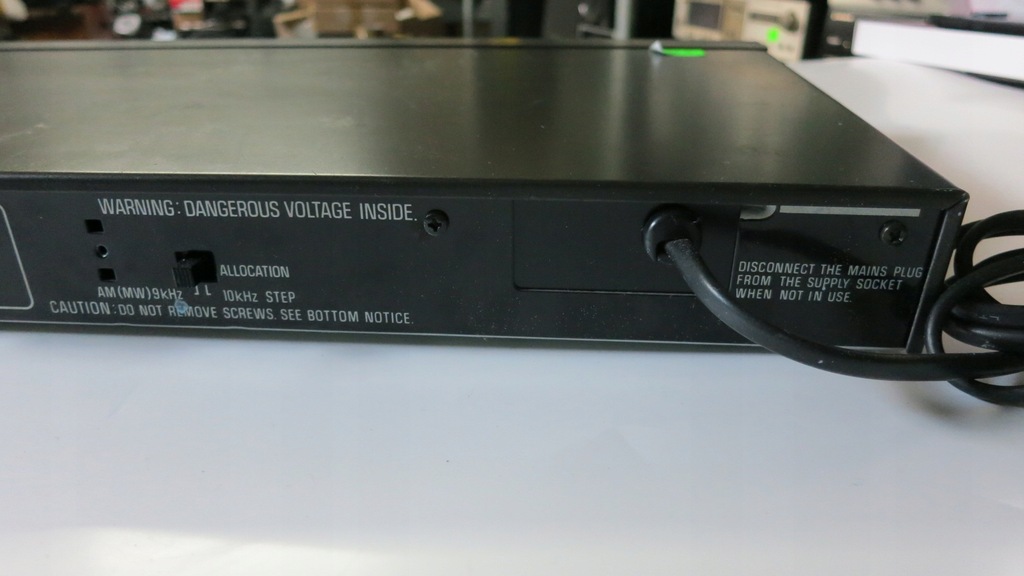 WARNING: DANGEROUS VOLTAGE INSIDE.
ALLOCATION
AM(MW)9kHz 10kHz STEP
CAUTION: DO NOT REMOVE SCREWS. SEE BOTTOM NOTICE.
DISCONNECT THE MAINS PLUG
FROM THE SUPPLY SOCKET
WHEN NOT IN USE.